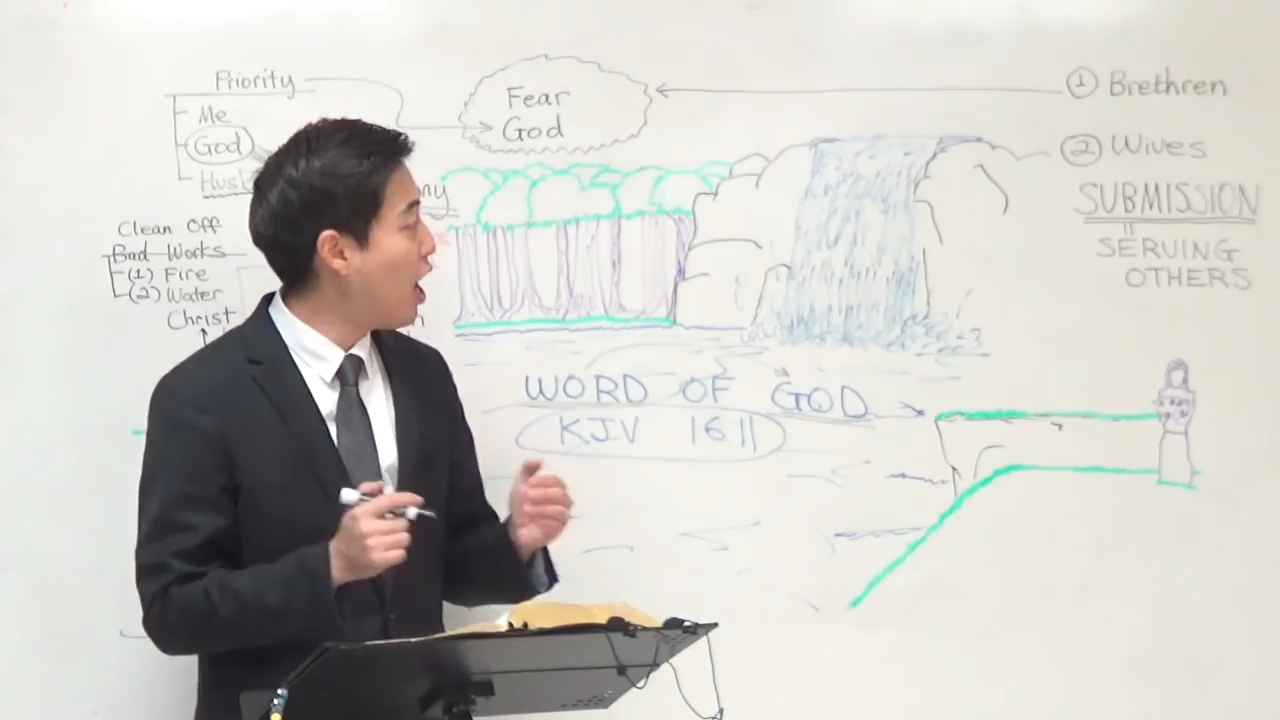 Priority
Me
God
Clean Off
Bad Works
(1) Fire
(2) Water
Christ
Fear
God
WORD OF GOD
KJV 1611
① Brethren
② Wives
SUBMISSION
=
SERVING
OTHERS